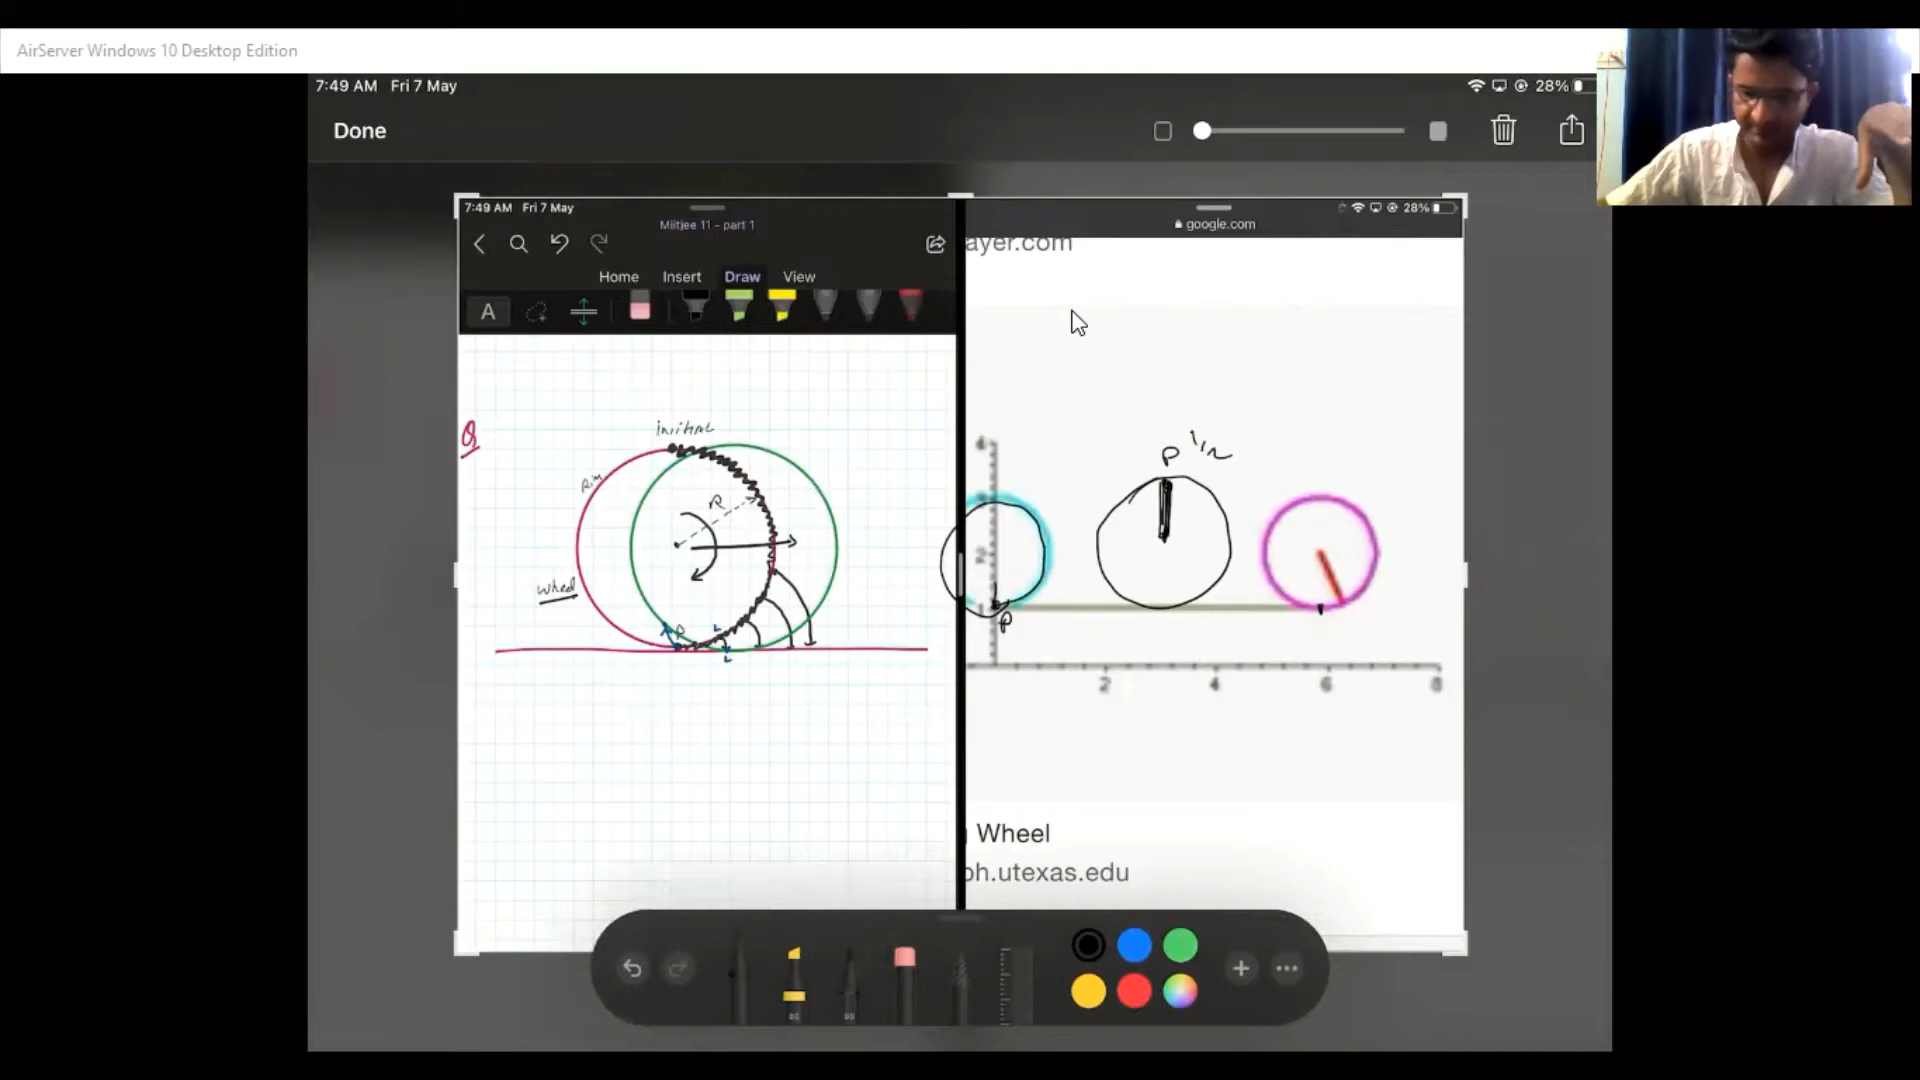 AirServer Windows 10 Desktop Edition
7:49 AM Fri 7 May
28%
Done
7:49 AM Fri 7 May
Miitjee 11 - part 1
28%
google.com
ayer.com
Home Insert Draw View
A
Q
initial
Rim
R
wheel
P
L
L
P 1/2
P
2 4 6 8
Wheel
ph.utexas.edu